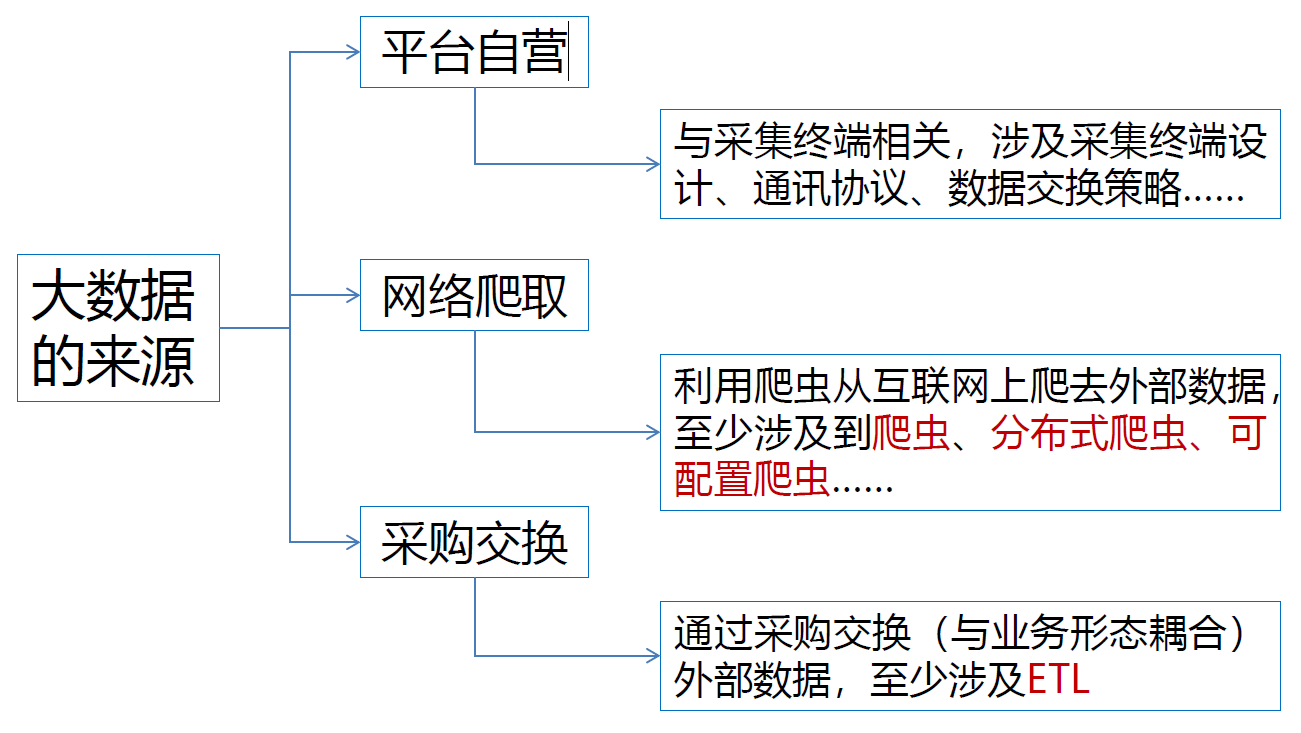 大数据
的来源
平台自营
与采集终端相关，涉及采集终端设
计、通讯协议、数据交换策略……
网络爬取
利用爬虫从互联网上爬去外部数据，
至少涉及到爬虫、分布式爬虫、可
配置爬虫……
采购交换
通过采购交换（与业务形态耦合）
外部数据，至少涉及ETL